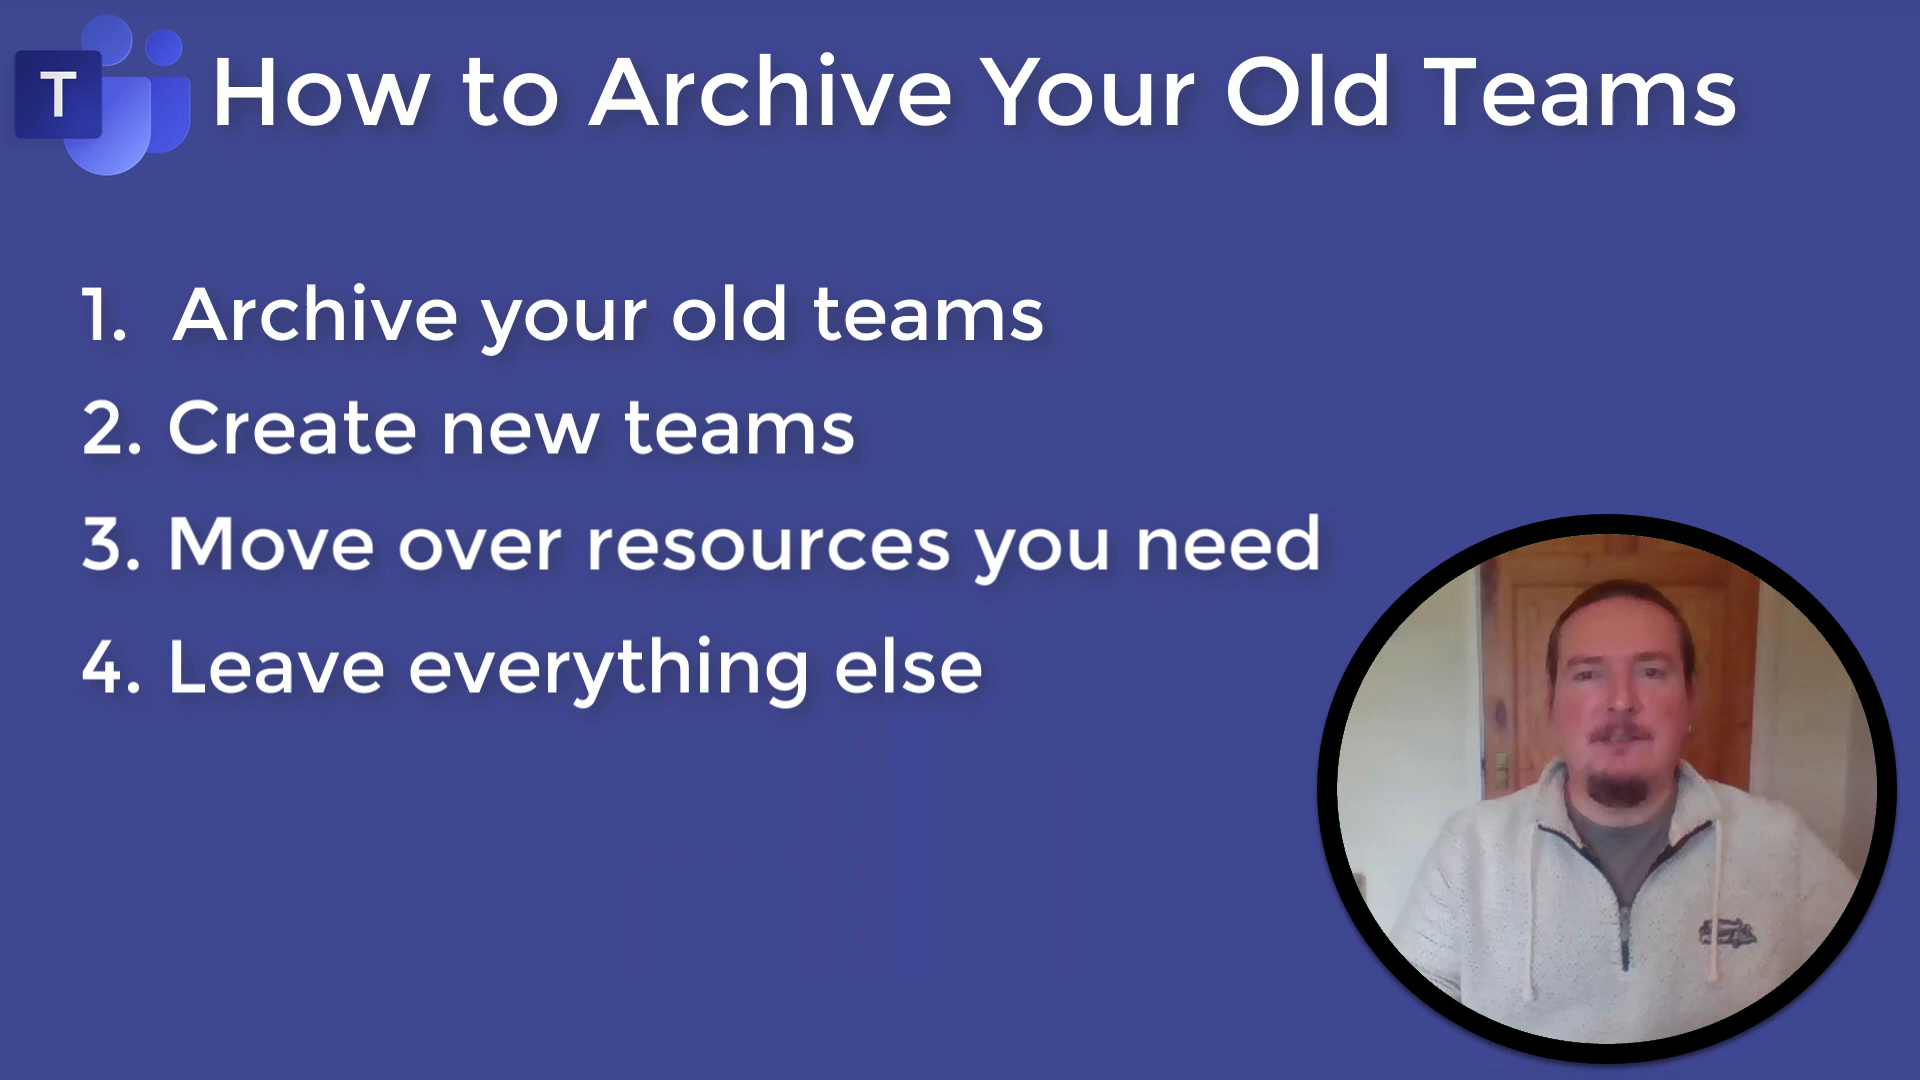 T
How to Archive Your Old Teams
1. Archive your old teams
2. Create new teams
3. Move over resources you need
4. Leave everything else